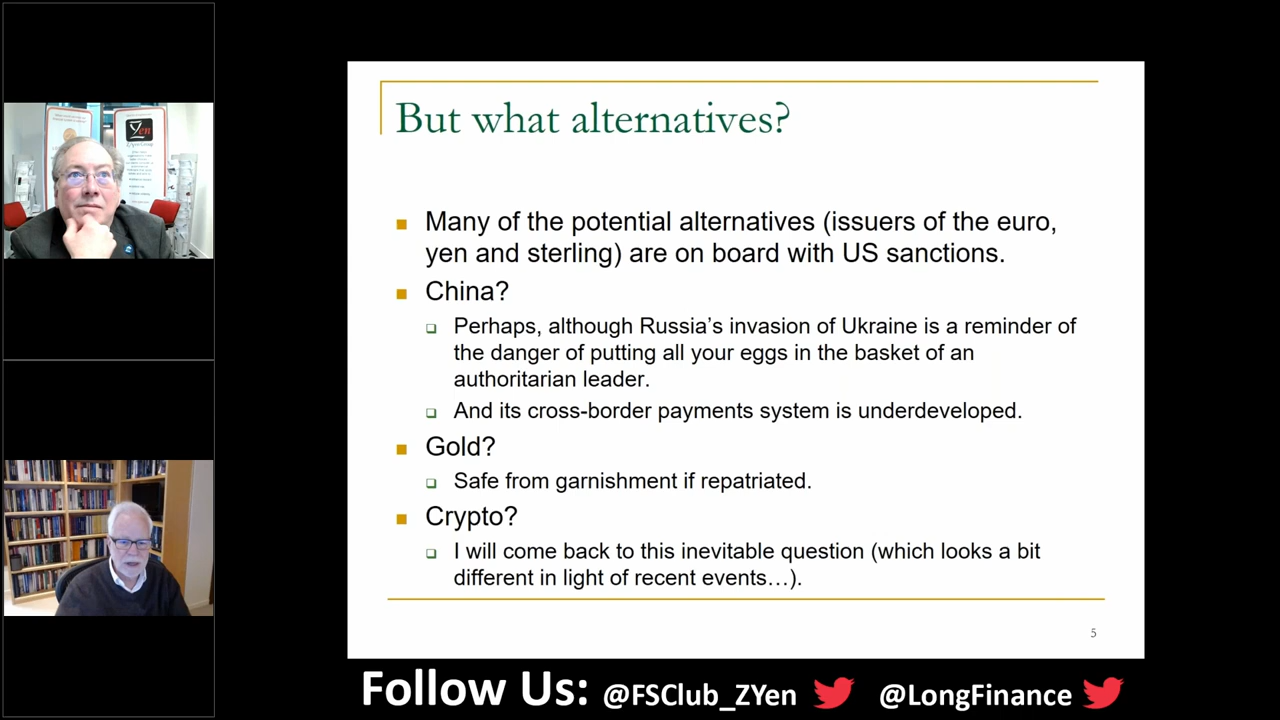 But what alternatives?
■ Many of the potential alternatives (issuers of the euro,
yen and sterling) are on board with US sanctions.
■ China?
❑ Perhaps, although Russia’s invasion of Ukraine is a reminder of
the danger of putting all your eggs in the basket of an
authoritarian leader.
❑ And its cross-border payments system is underdeveloped.
■ Gold?
❑ Safe from garnishment if repatriated.
■ Crypto?
❑ I will come back to this inevitable question (which looks a bit
different in light of recent events…).
5
Follow Us: @FSClub_ZYen @LongFinance